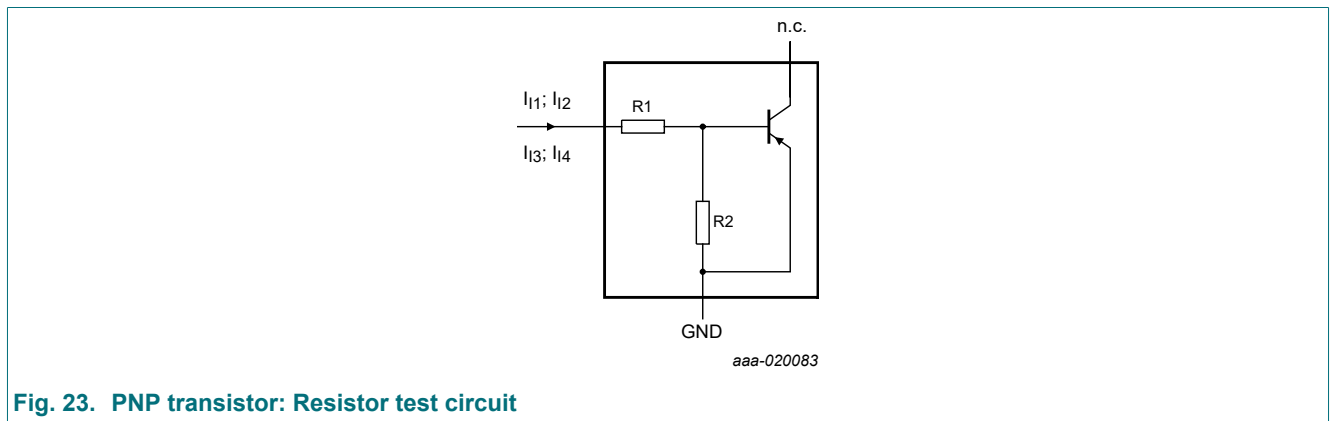 n.c.
I_I1; I_I2
R1
I_I3; I_I4
R2
GND
aaa-020083
Fig. 23. PNP transistor: Resistor test circuit